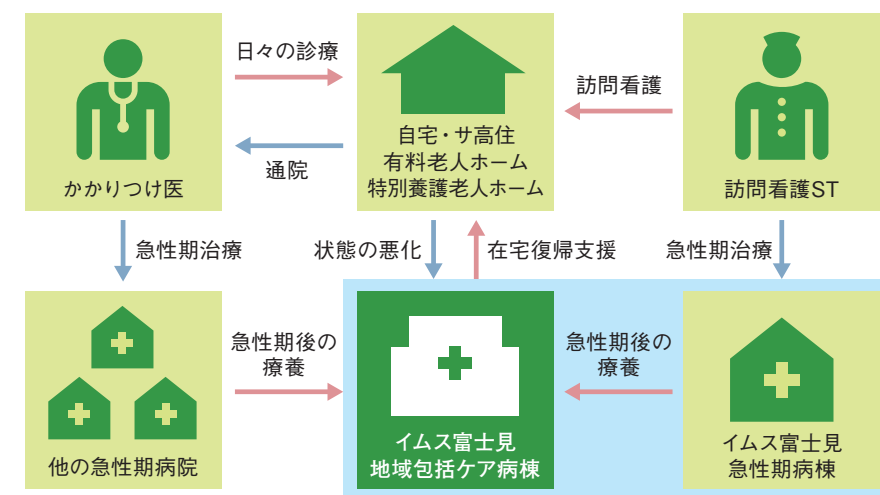 日々の診療
訪問看護
自宅・サ高住
有料老人ホーム
特別養護老人ホーム
通院
かかりつけ医
訪問看護ST
急性期治療
状態の悪化
在宅復帰支援
急性期治療
急性期後の
療養
急性期後の
療養
イムス富士見
地域包括ケア病棟
イムス富士見
急性期病棟
他の急性期病院